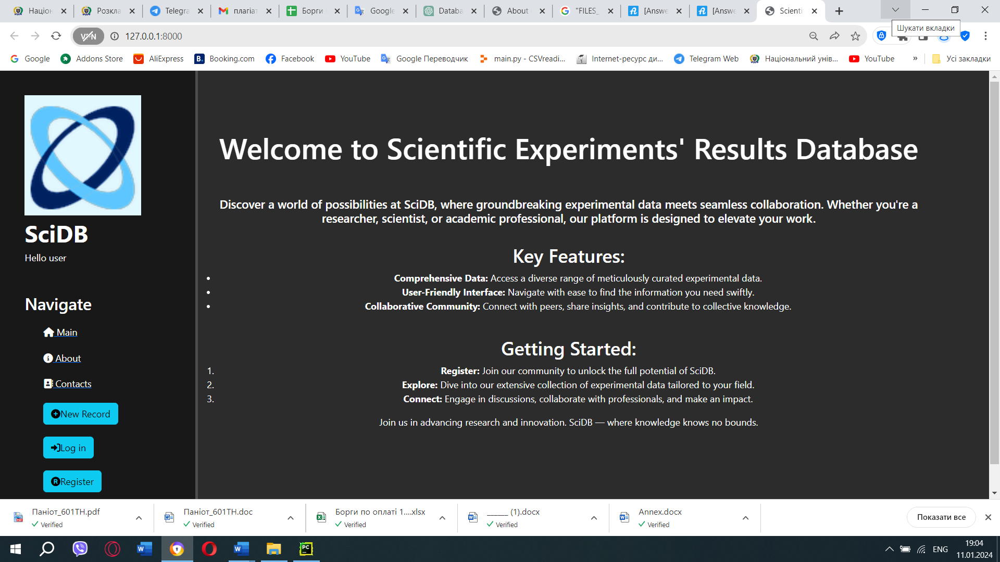 Націон
Розкла
Telegra
плагіат
Борги
Google
Databa
About
"FILES_
[Answe
[Answe
Scienti
VPN
127.0.0.1:8000
Шукати вкладки
Google
Addons Store
AliExpress
Booking.com
Facebook
YouTube
Google Переводчик
main.py - CSVreadi...
Internet-ресурс ди...
Telegram Web
Національний унів...
YouTube
»
Усі закладки
SciDB
Hello user
Navigate
Main
About
Contacts
New Record
Log in
Register
Welcome to Scientific Experiments' Results Database
Discover a world of possibilities at SciDB, where groundbreaking experimental data meets seamless collaboration. Whether you're a
researcher, scientist, or academic professional, our platform is designed to elevate your work.
Key Features:
• Comprehensive Data: Access a diverse range of meticulously curated experimental data.
• User-Friendly Interface: Navigate with ease to find the information you need swiftly.
• Collaborative Community: Connect with peers, share insights, and contribute to collective knowledge.
Getting Started:
1. Register: Join our community to unlock the full potential of SciDB.
2. Explore: Dive into our extensive collection of experimental data tailored to your field.
3. Connect: Engage in discussions, collaborate with professionals, and make an impact.
Join us in advancing research and innovation. SciDB — where knowledge knows no bounds.
Паніот_601ТН.pdf
Verified
Паніот_601ТН.doc
Verified
Борги по оплаті 1....xlsx
Verified
______ (1).docx
Verified
Annex.docx
Verified
Показати все
ENG
19:04
11.01.2024